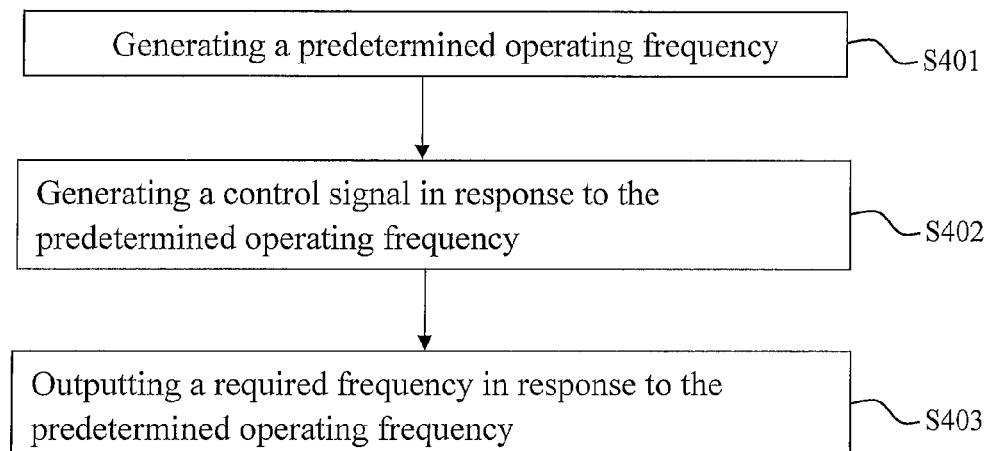 Generating a predetermined operating frequency
S401
Generating a control signal in response to the
predetermined operating frequency
S402
Outputting a required frequency in response to the
predetermined operating frequency
S403